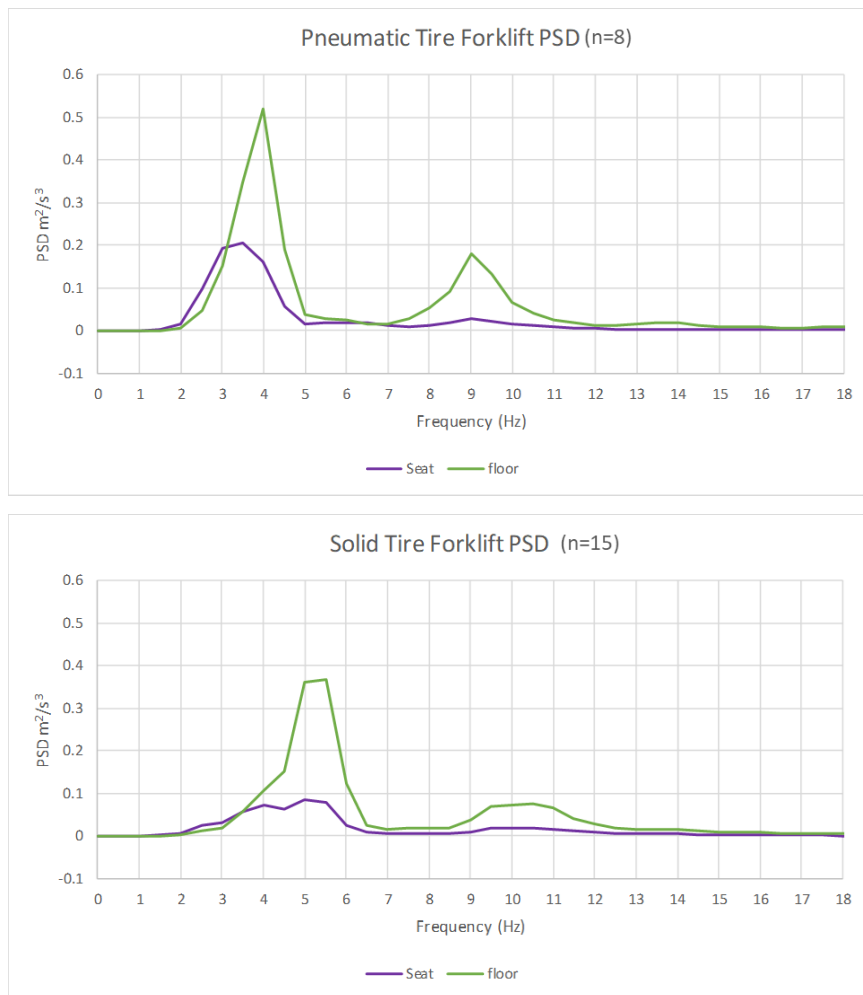 Pneumatic Tire Forklift PSD (n=8)
0.6
0.5
0.4
0.3
0.2
0.1
0
-0.1
PSD m²/s³
0 1 2 3 4 5 6 7 8 9 10 11 12 13 14 15 16 17 18
Frequency (Hz)
Seat floor
Solid Tire Forklift PSD (n=15)
0.6
0.5
0.4
0.3
0.2
0.1
0
-0.1
PSD m²/s³
0 1 2 3 4 5 6 7 8 9 10 11 12 13 14 15 16 17 18
Frequency (Hz)
Seat floor